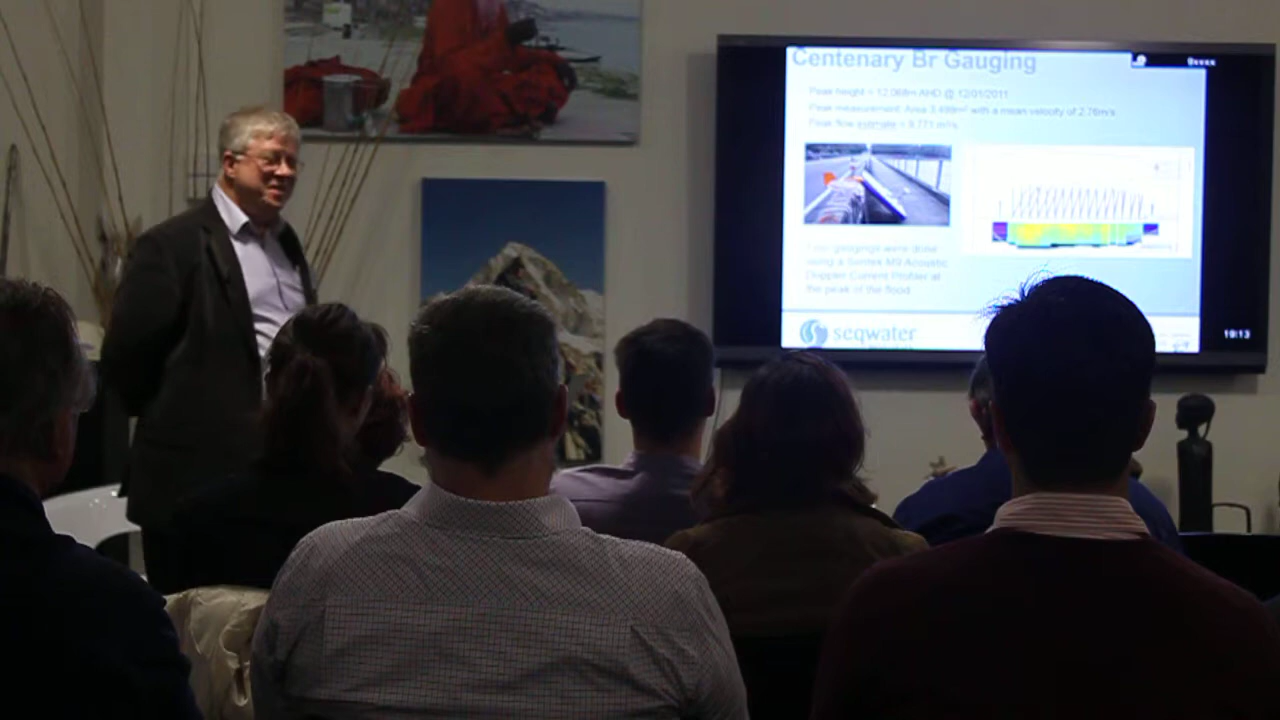 Centenary Br Gauging
Peak height = 12.068m AHD @ 12/01/2011
Peak measurement: Area 3,499m² with a mean velocity of 2.76m/s
Peak flow estimate = 9,771 m³/s
gaugings were done
using a Sontek M9 Acoustic
Doppler Current Profiler at
the peak of the flood
seqwater
19:13